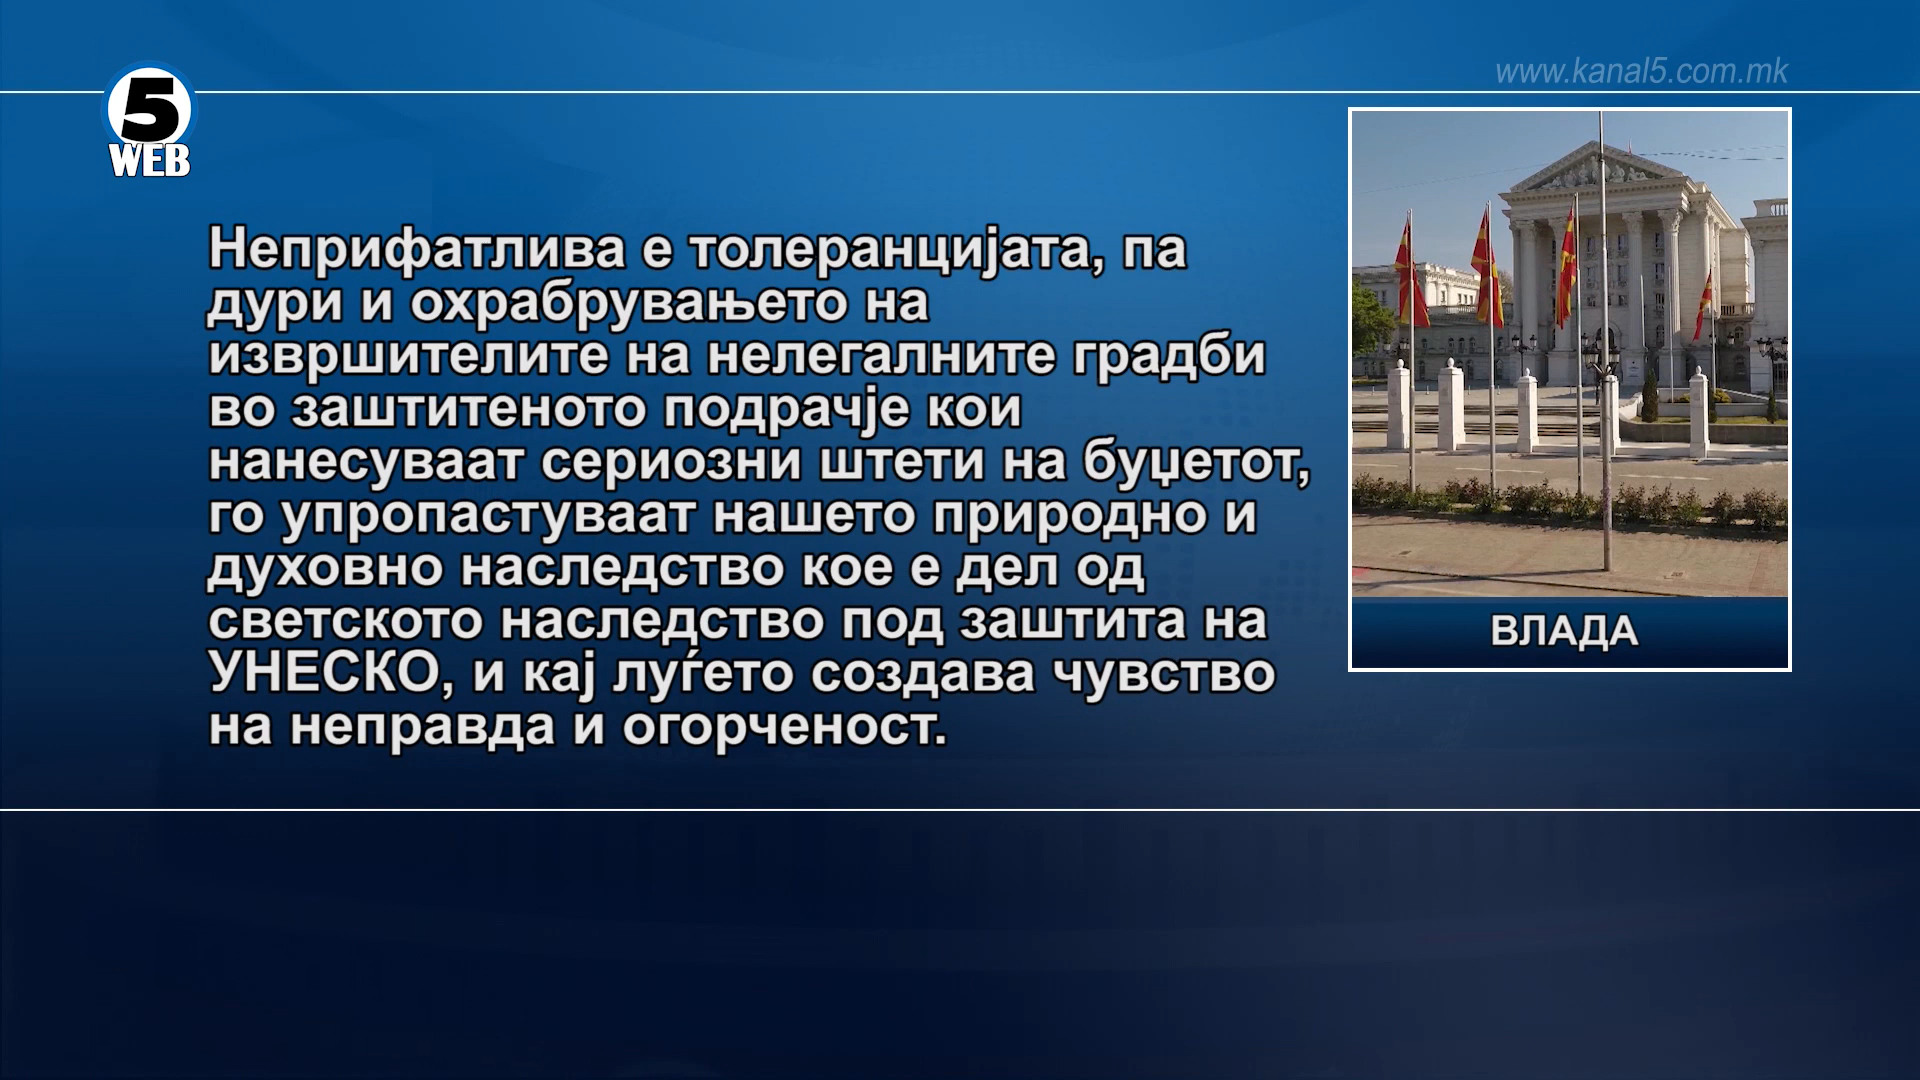 www.kanal5.com.mk
5
WEB
Неприфатлива е толеранцијата, па
дури и охрабрувањето на
извршителите на нелегалните градби
во заштитеното подрачје кои
нанесуваат сериозни штети на буџетот,
го упропастуваат нашето природно и
духовно наследство кое е дел од
светското наследство под заштита на
УНЕСКО, и кај луѓето создава чувство
на неправда и огорченост.
ВЛАДА